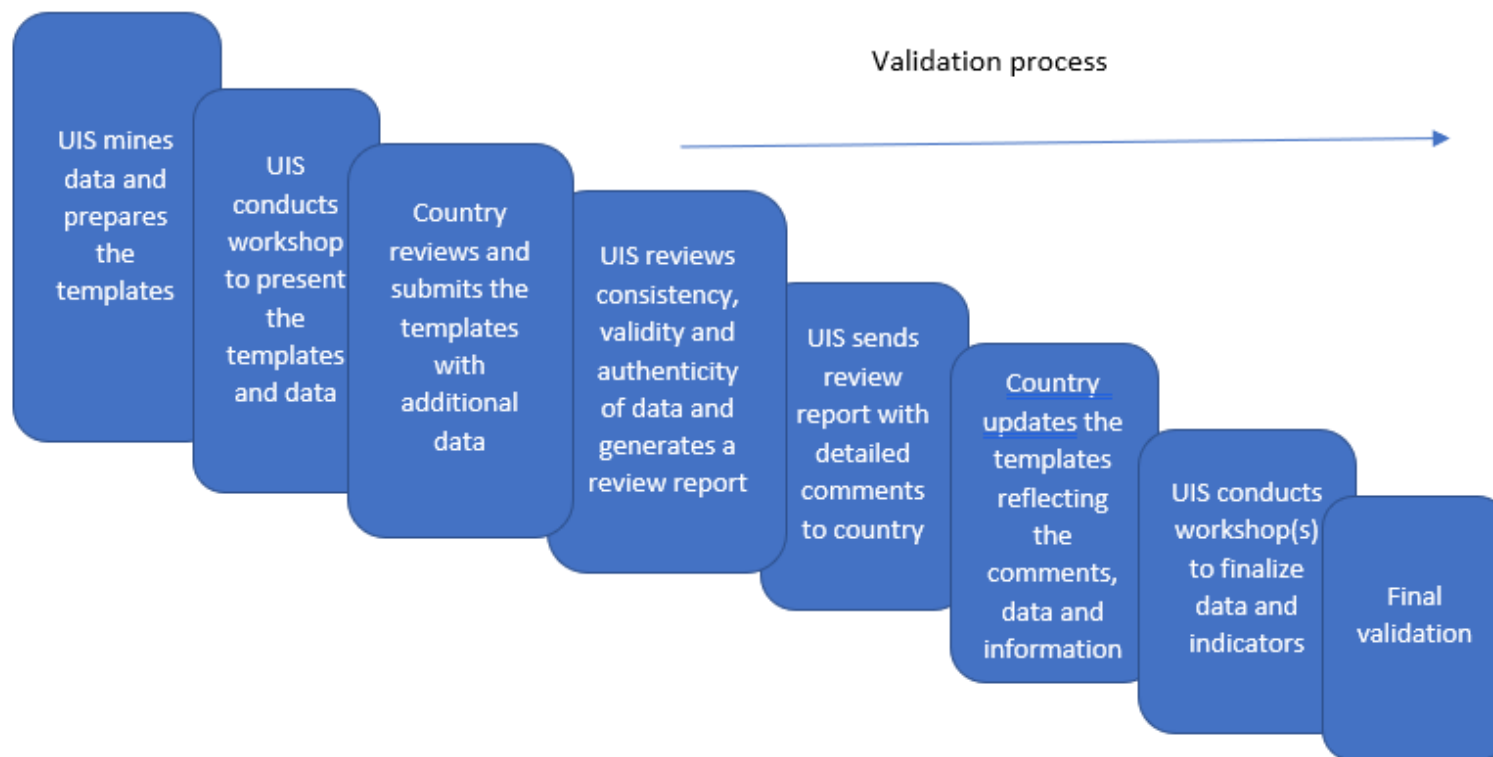 Validation process
UIS mines
data and
prepares
the
templates
UIS
conducts
workshop
to present
the
templates
and data
Country
reviews and
submits the
templates
with
additional
data
UIS reviews
consistency,
validity and
authenticity
of data and
generates a
review report
UIS sends
review
report with
detailed
comments
to country
Country
updates the
templates
reflecting
the
comments,
data and
information
UIS conducts
workshop(s)
to finalize
data and
indicators
Final
validation